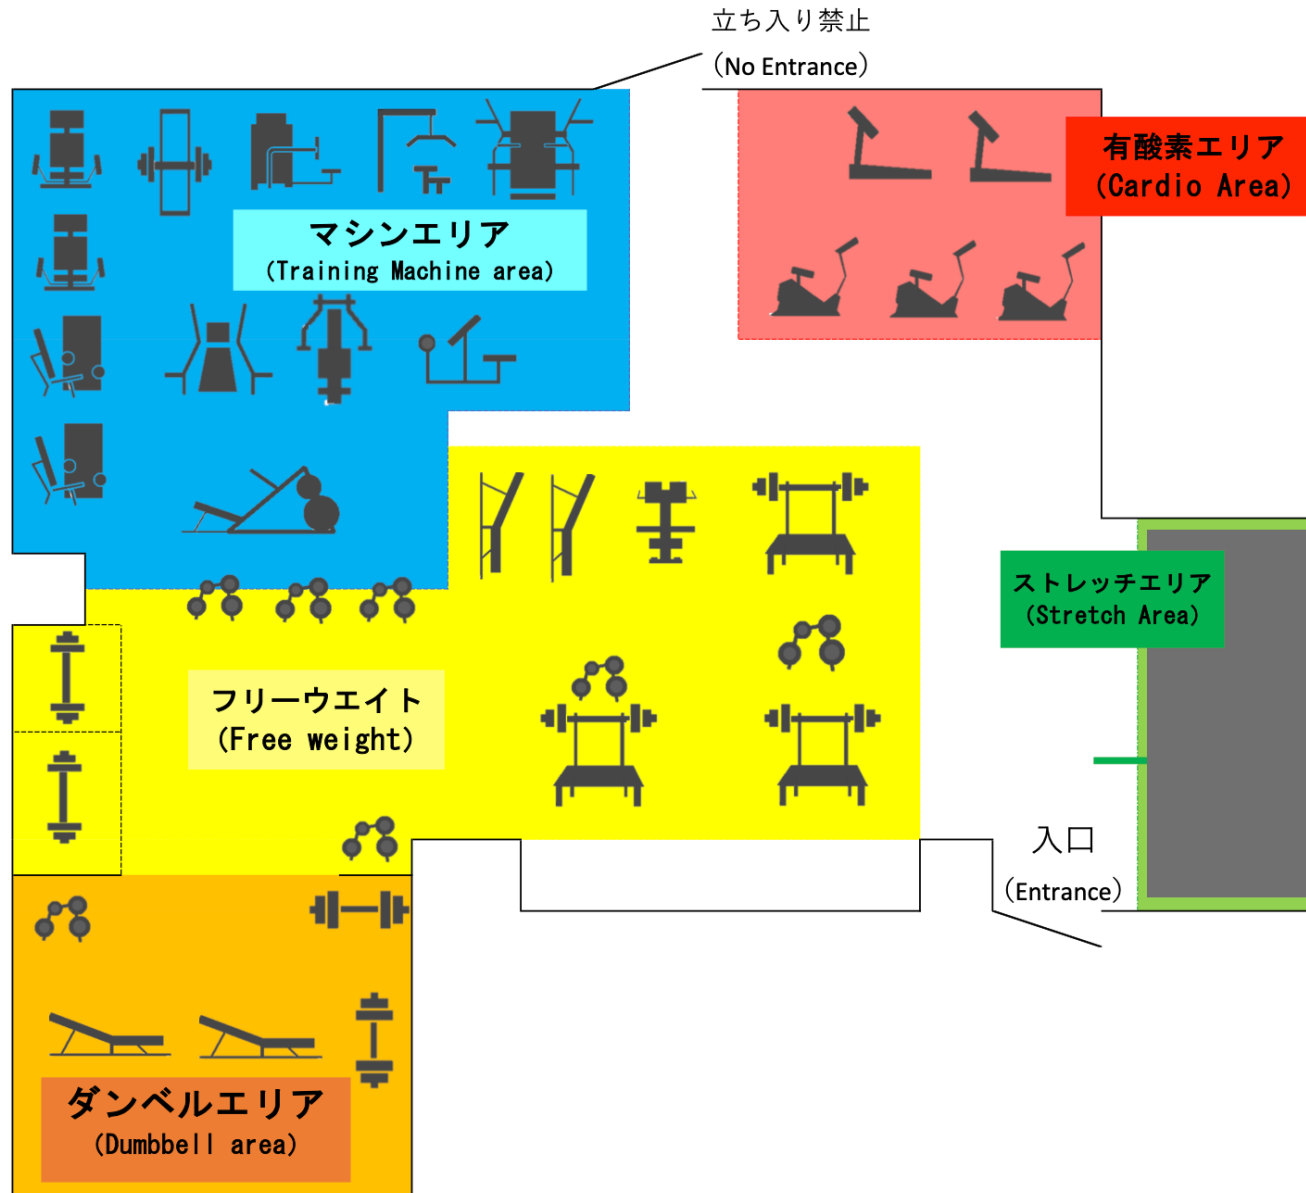 立ち入り禁止
(No Entrance)
有酸素エリア
(Cardio Area)
マシンエリア
(Training Machine area)
ストレッチエリア
(Stretch Area)
フリーウエイト
(Free weight)
入口
(Entrance)
ダンベルエリア
(Dumbbell area)